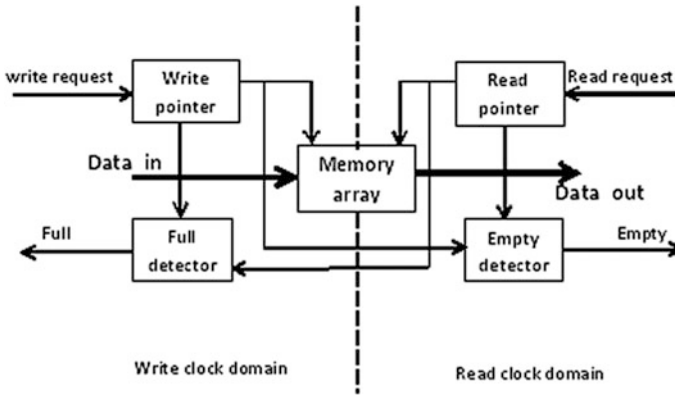 write request
Write
pointer
Read
pointer
Read request
Data in
Memory
array
Data out
Full
Full
detector
Empty
detector
Empty
Write clock domain
Read clock domain